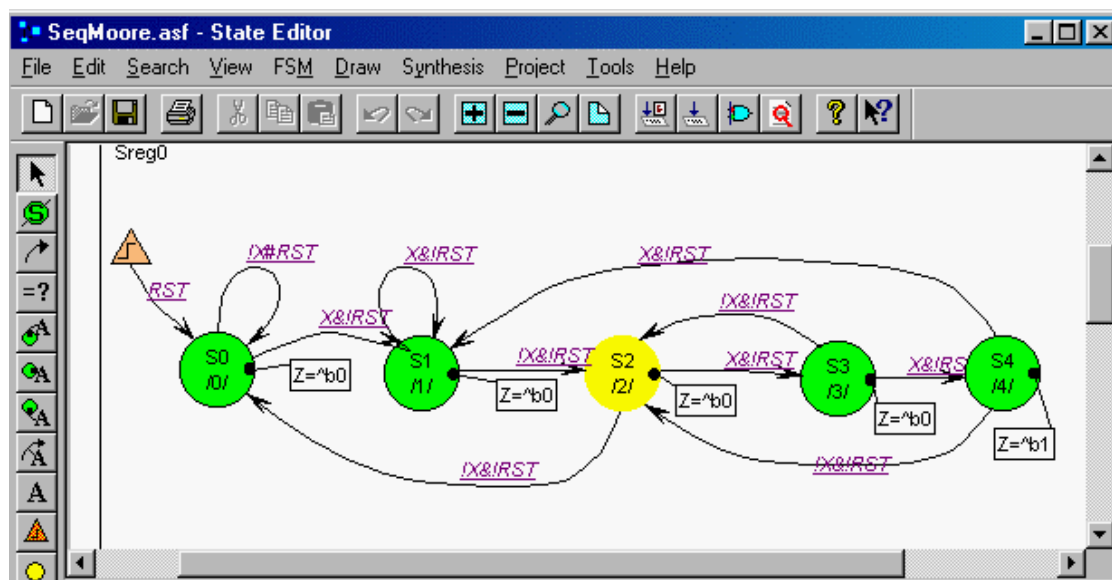 SeqMoore.asf - State Editor
File Edit Search View FSM Draw Synthesis Project Tools Help
Sreg0
=?
S
A
A
A
A
A
A
RST
!X#RST
X&!RST
X&!RST
X&!RST
!X&!RST
!X&!RST
X&!RST
X&!RST
S0
/0/
S1
/1/
S2
/2/
S3
/3/
S4
/4/
Z=^b0
Z=^b0
Z=^b0
Z=^b0
Z=^b1
!X&!RST
!X&!RST